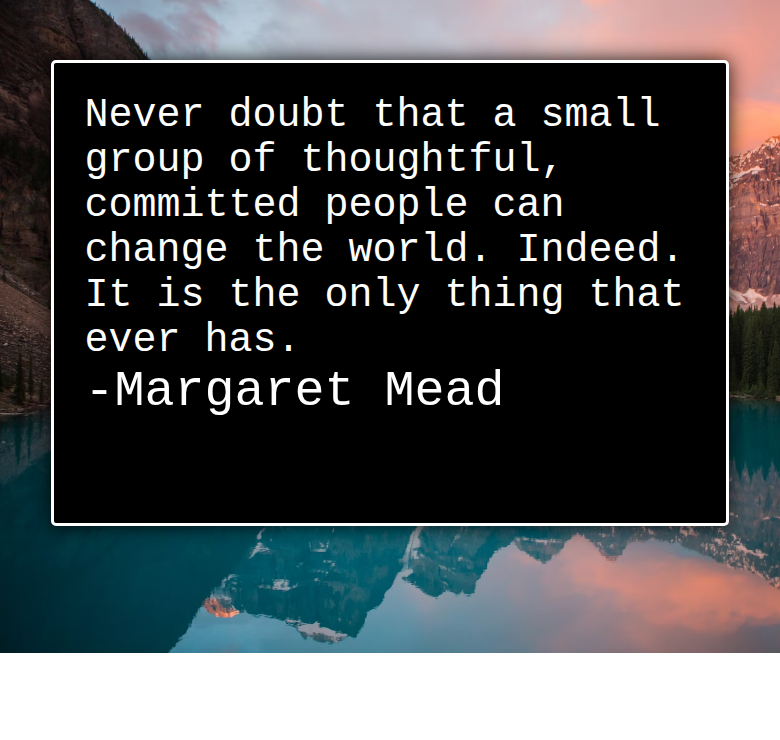 Never doubt that a small
group of thoughtful,
committed people can
change the world. Indeed.
It is the only thing that
ever has.
-Margaret Mead